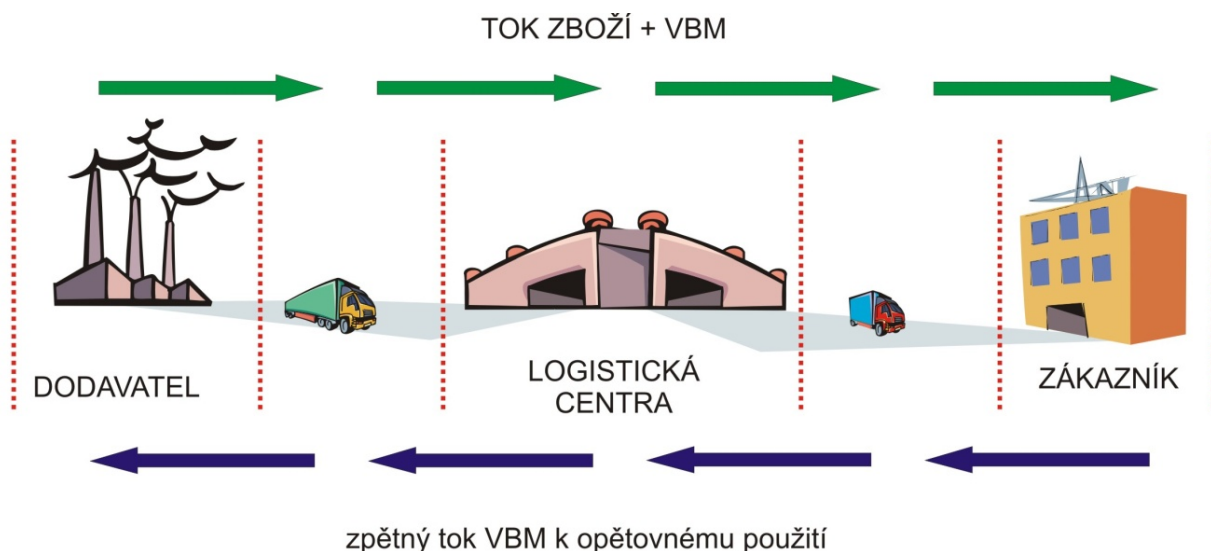 TOK ZBOŽÍ + VBM
DODAVATEL
LOGISTICKÁ
CENTRA
ZÁKAZNÍK
zpětný tok VBM k opětovnému použití